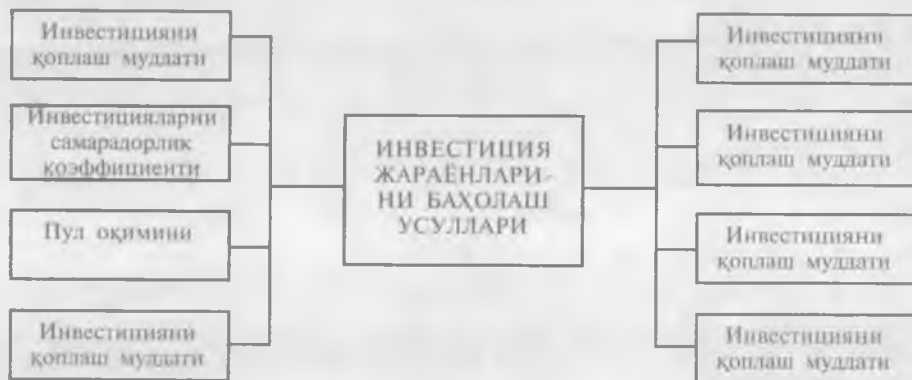 Инвестицияни
қоплаш муддати
Инвестицияларни
самарадорлик
қоэффициенти
Пул оқимини
Инвестицияни
қоплаш муддати
ИНВЕСТИЦИЯ
ЖАРАЁНЛАРИ-
НИ БАҲОЛАШ
УСУЛЛАРИ
Инвестицияни
қоплаш муддати
Инвестицияни
қоплаш муддати
Инвестицияни
қоплаш муддати
Инвестицияни
қоплаш муддати